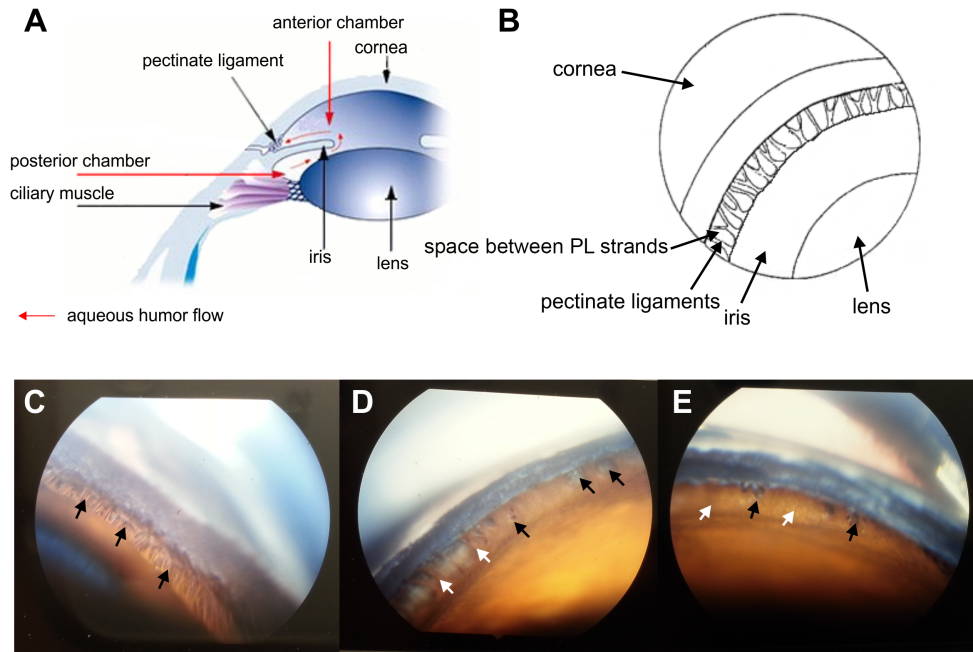 A
anterior chamber
cornea
pectinate ligament
posterior chamber
ciliary muscle
iris
lens
aqueous humor flow
B
cornea
space between PL strands
pectinate ligaments
iris
lens
C
D
E